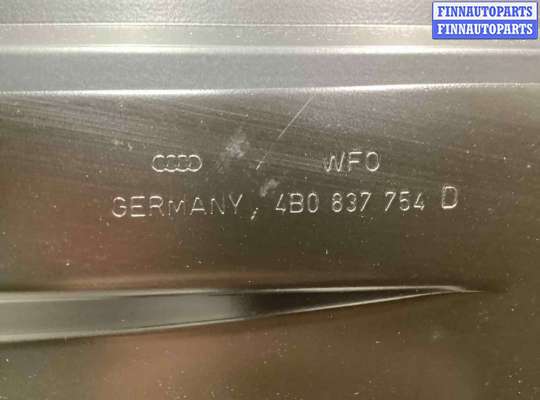 FINNAUTOPARTS
FINNAUTOPARTS
WFO
GERMANY, 4B0 837 754 D